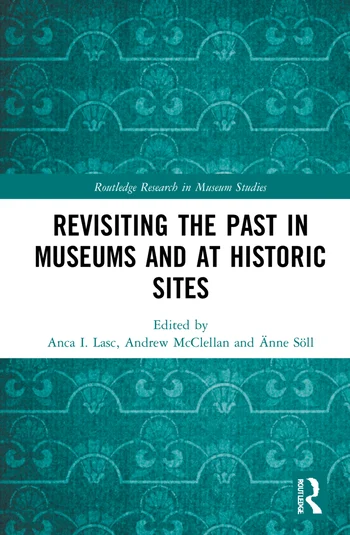 Routledge Research in Museum Studies
REVISITING THE PAST IN
MUSEUMS AND AT HISTORIC
SITES
Edited by
Anca I. Lasc, Andrew McClellan and Änne Söll
ROUTLEDGE